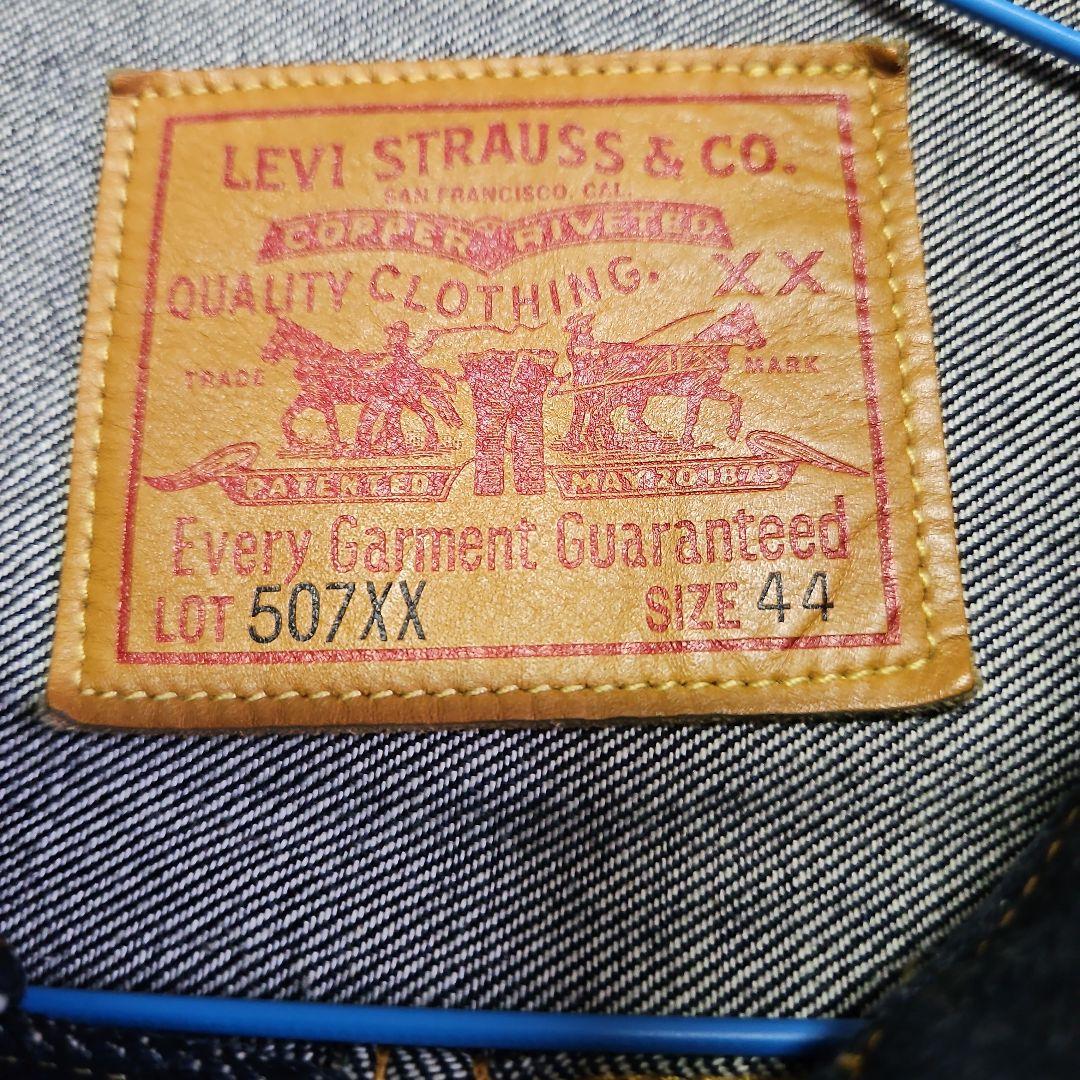 LEVI STRAUSS & CO.
SAN FRANCISCO, CAL.
COPPER RIVETED
QUALITY CLOTHING. XX
TRADE MARK
PATENTED MAY 20 1873
Every Garment Guaranteed
LOT 507XX SIZE 44